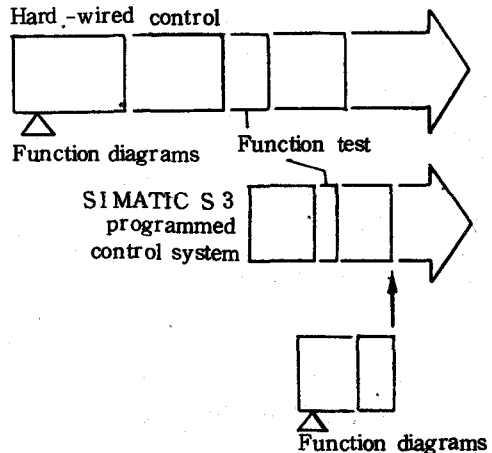 Hard-wired control
Function diagrams
Function test
SIMATIC S 3
programmed
control system
Function diagrams